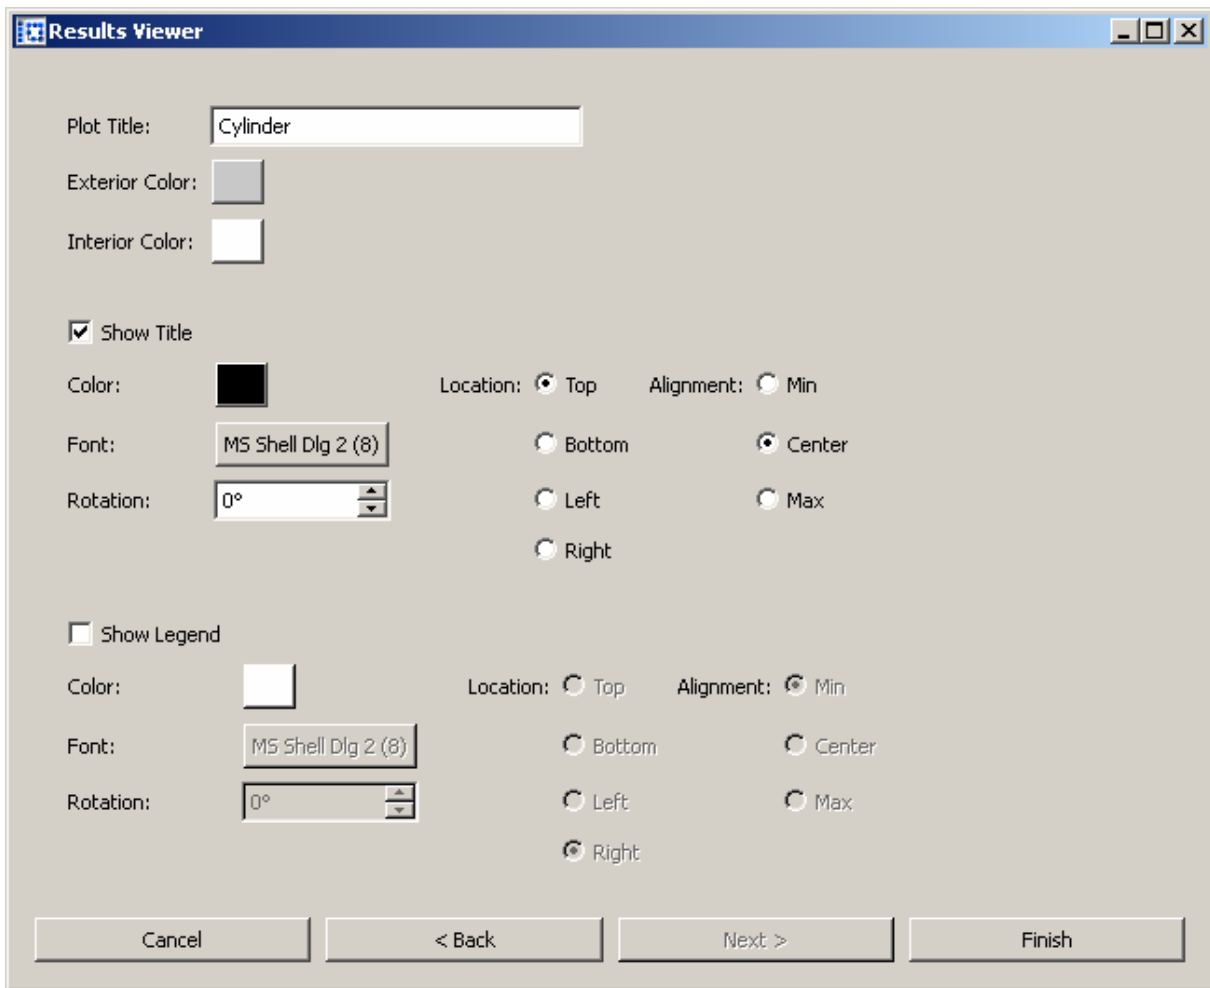 Results Viewer
Plot Title: Cylinder
Exterior Color:
Interior Color:
Show Title
Color: Location: Top Alignment: Min
Font: MS Shell Dlg 2 (8) Bottom Center
Rotation: 0° Left Max
Right
Show Legend
Color: Location: Top Alignment: Min
Font: MS Shell Dlg 2 (8) Bottom Center
Rotation: 0° Left Max
Right
Cancel < Back Next > Finish